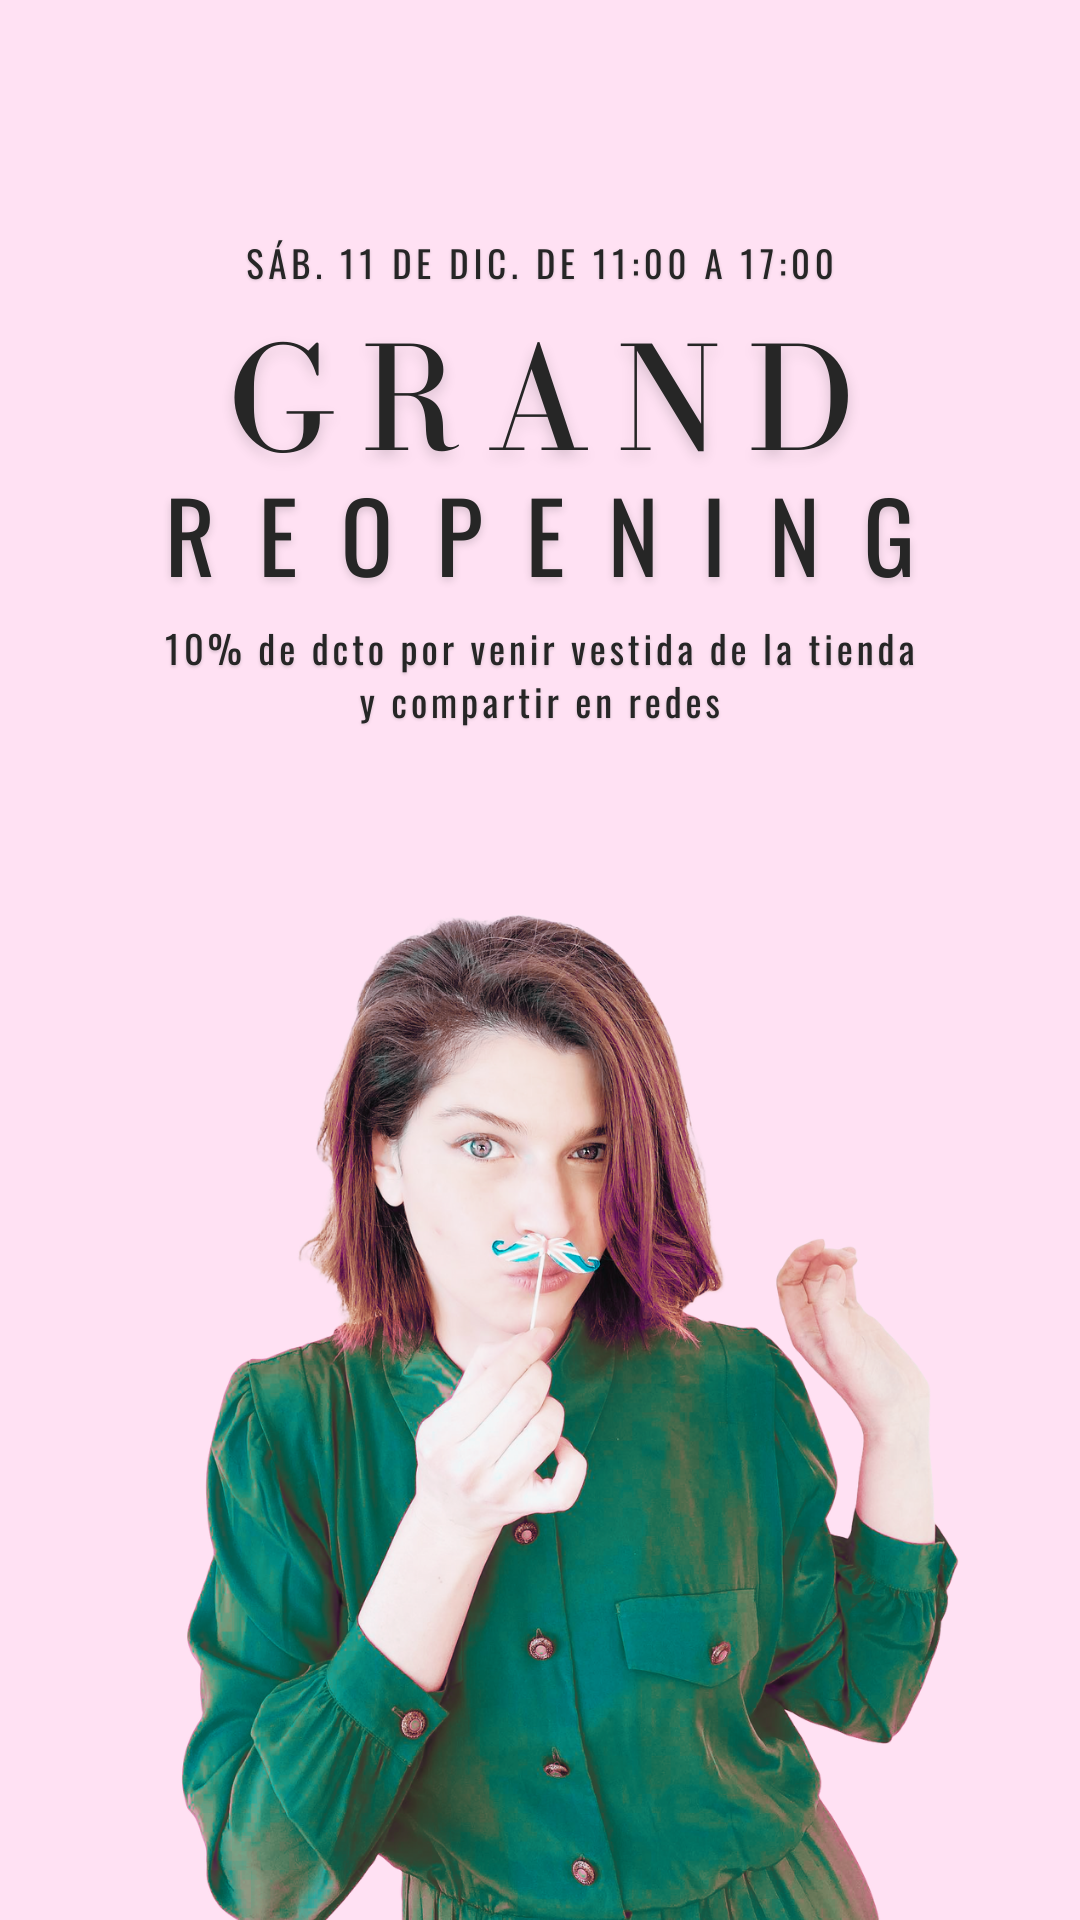 SÁB. 11 DE DIC. DE 11:00 A 17:00
GRAND
REOPENING
10% de dcto por venir vestida de la tienda
y compartir en redes